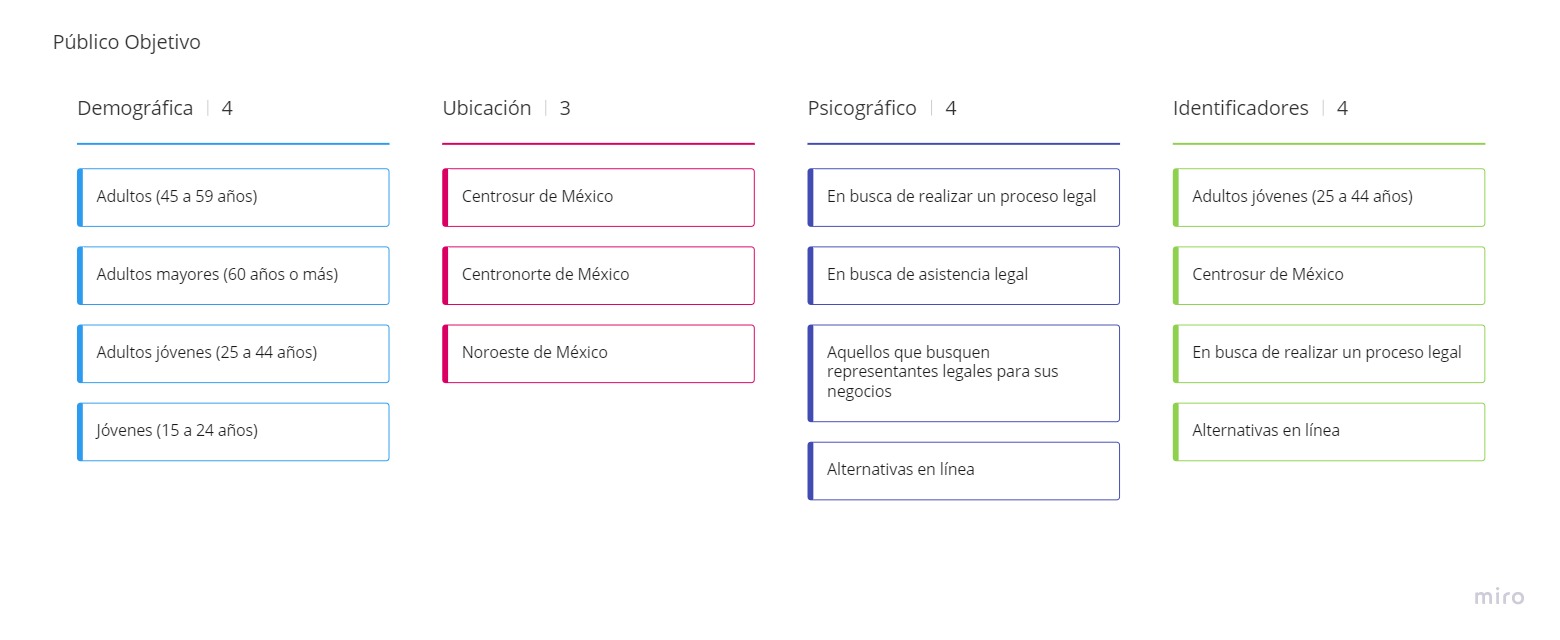 Público Objetivo
Demográfica | 4
Adultos (45 a 59 años)
Adultos mayores (60 años o más)
Adultos jóvenes (25 a 44 años)
Jóvenes (15 a 24 años)
Ubicación | 3
Centrosur de México
Centronorte de México
Noroeste de México
Psicográfico | 4
En busca de realizar un proceso legal
En busca de asistencia legal
Aquellos que busquen
representantes legales para sus
negocios
Alternativas en línea
Identificadores | 4
Adultos jóvenes (25 a 44 años)
Centrosur de México
En busca de realizar un proceso legal
Alternativas en línea
miro